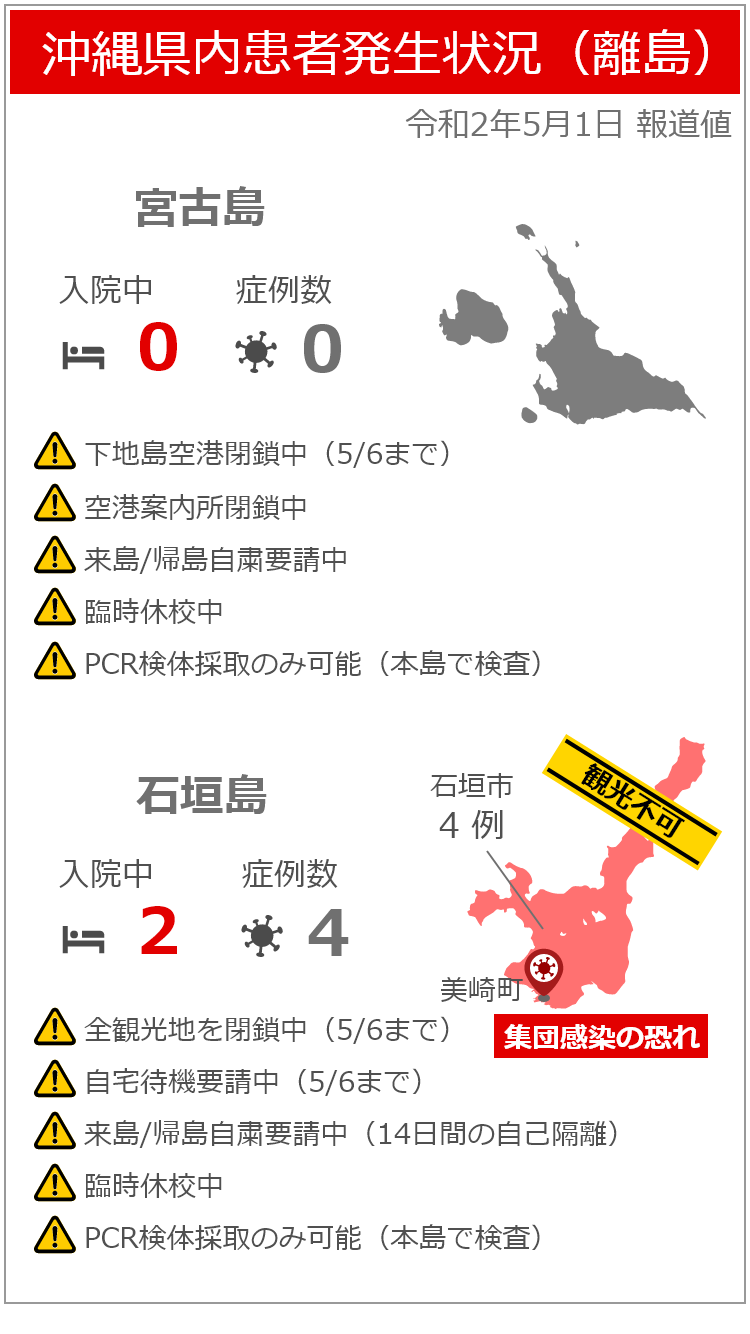 沖縄県内患者発生状況（離島）
令和2年5月1日 報道値
宮古島
入院中 症例数
0 0
下地島空港閉鎖中（5/6まで）
空港案内所閉鎖中
来島/帰島自粛要請中
臨時休校中
PCR検体採取のみ可能（本島で検査）
石垣島
石垣市
4 例
観光不可
入院中 症例数
2 4
美崎町
集団感染の恐れ
全観光地を閉鎖中（5/6まで）
自宅待機要請中（5/6まで）
来島/帰島自粛要請中（14日間の自己隔離）
臨時休校中
PCR検体採取のみ可能（本島で検査）